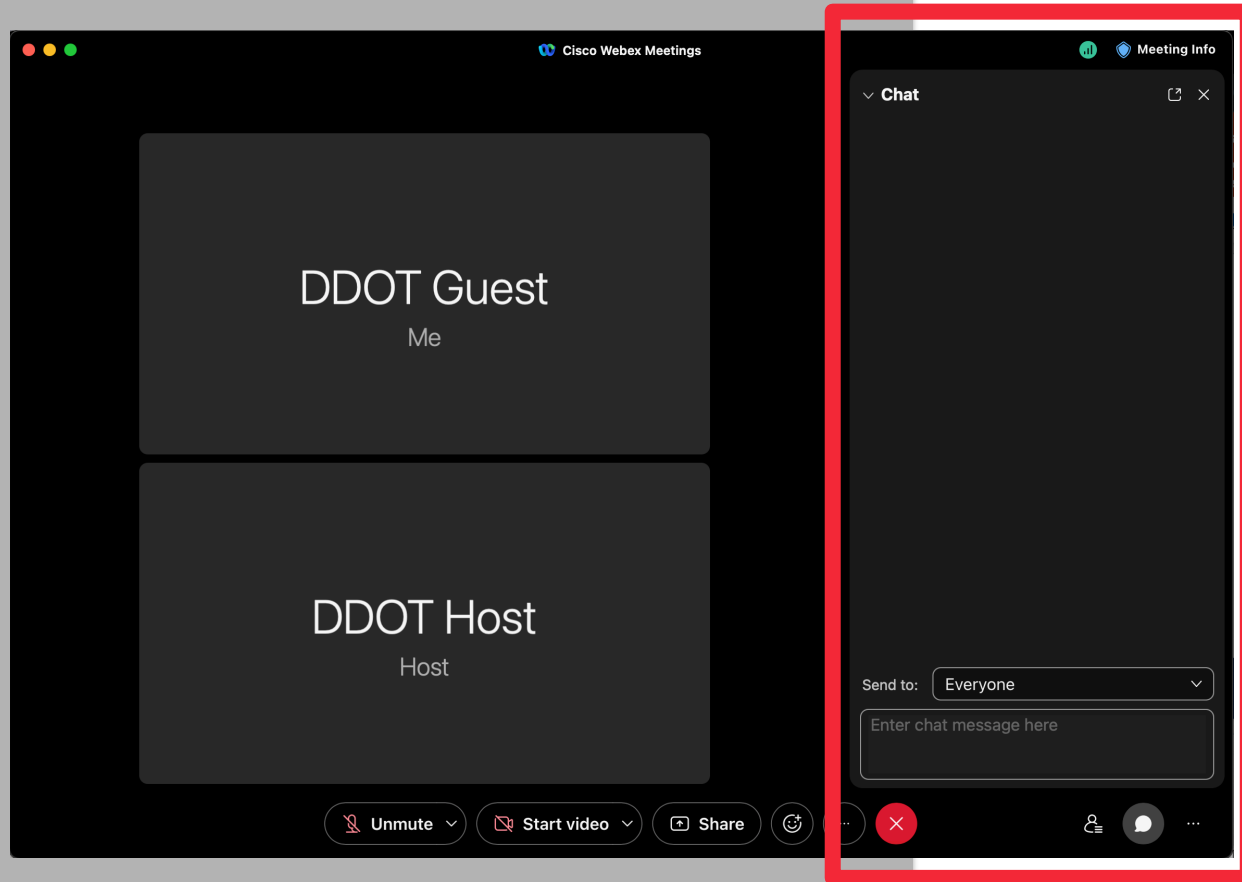 Cisco Webex Meetings
Meeting Info
Chat
DDOT Guest
Me
DDOT Host
Host
Send to: Everyone
Enter chat message here
Unmute Start video Share